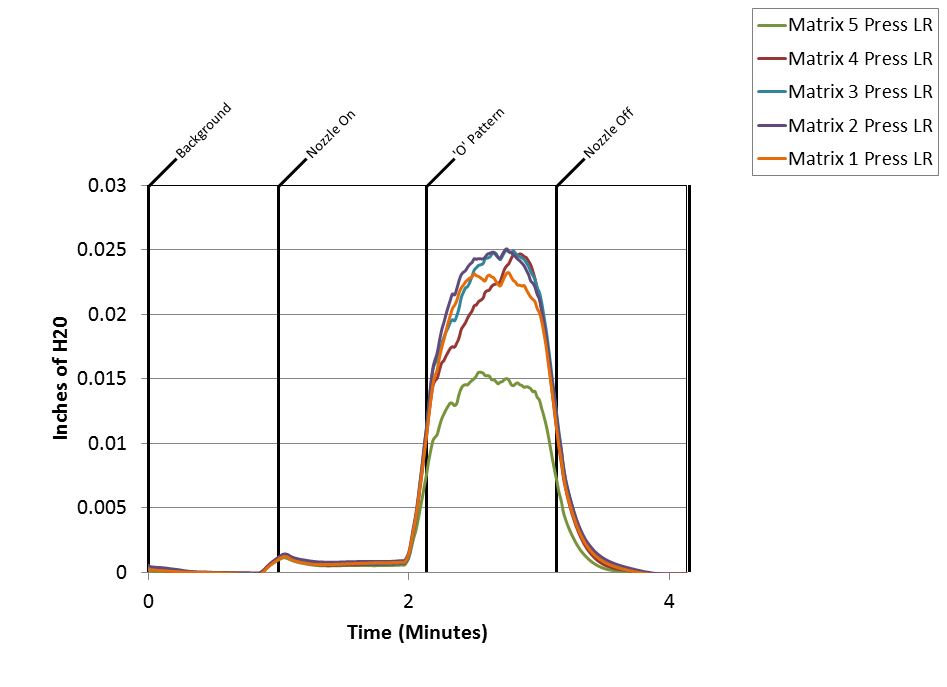 Matrix 5 Press LR
Matrix 4 Press LR
Matrix 3 Press LR
Matrix 2 Press LR
Matrix 1 Press LR
Background
Nozzle On
'O' Pattern
Nozzle Off
0.03
0.025
0.02
0.015
0.01
0.005
0
Inches of H20
0
2
4
Time (Minutes)